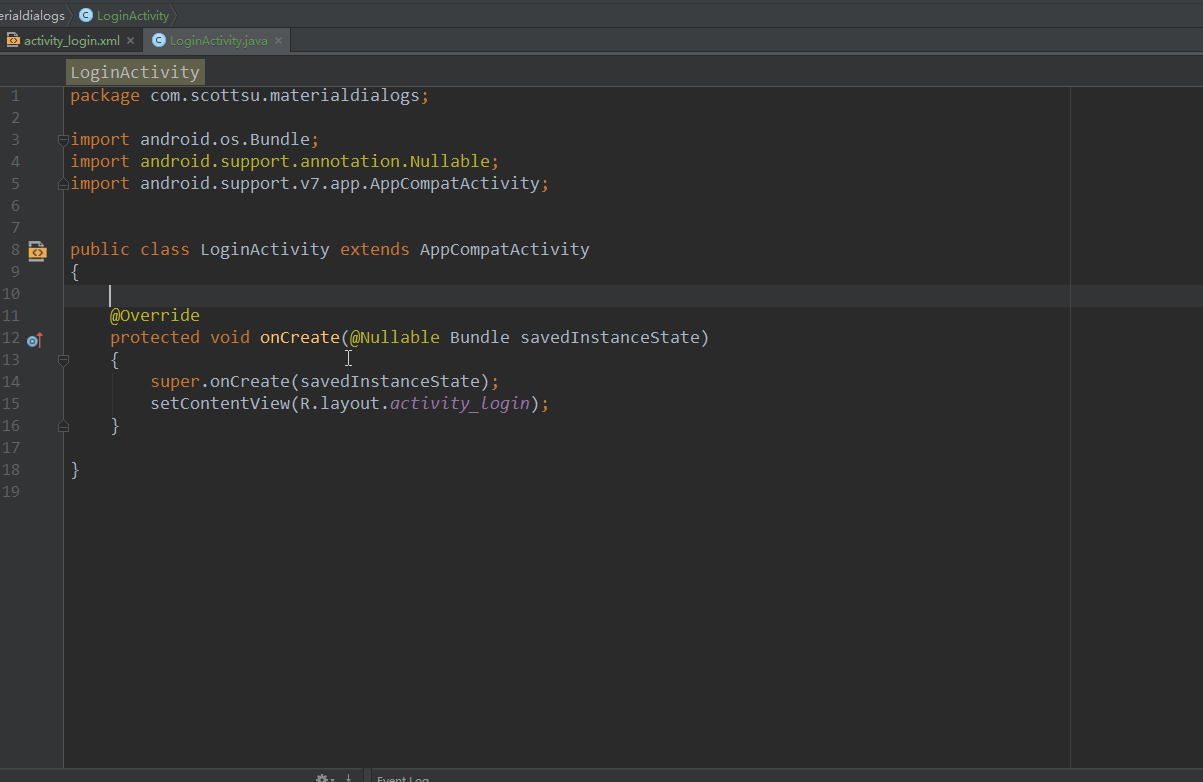 erialdialogs LoginActivity
activity_login.xml LoginActivity.java
LoginActivity
1 package com.scottsu.materialdialogs;
2
3 import android.os.Bundle;
4 import android.support.annotation.Nullable;
5 import android.support.v7.app.AppCompatActivity;
6
7
8 public class LoginActivity extends AppCompatActivity
9 {
10
11 @Override
12 protected void onCreate(@Nullable Bundle savedInstanceState)
13 {
14 super.onCreate(savedInstanceState);
15 setContentView(R.layout.activity_login);
16 }
17
18 }
19
Event Log